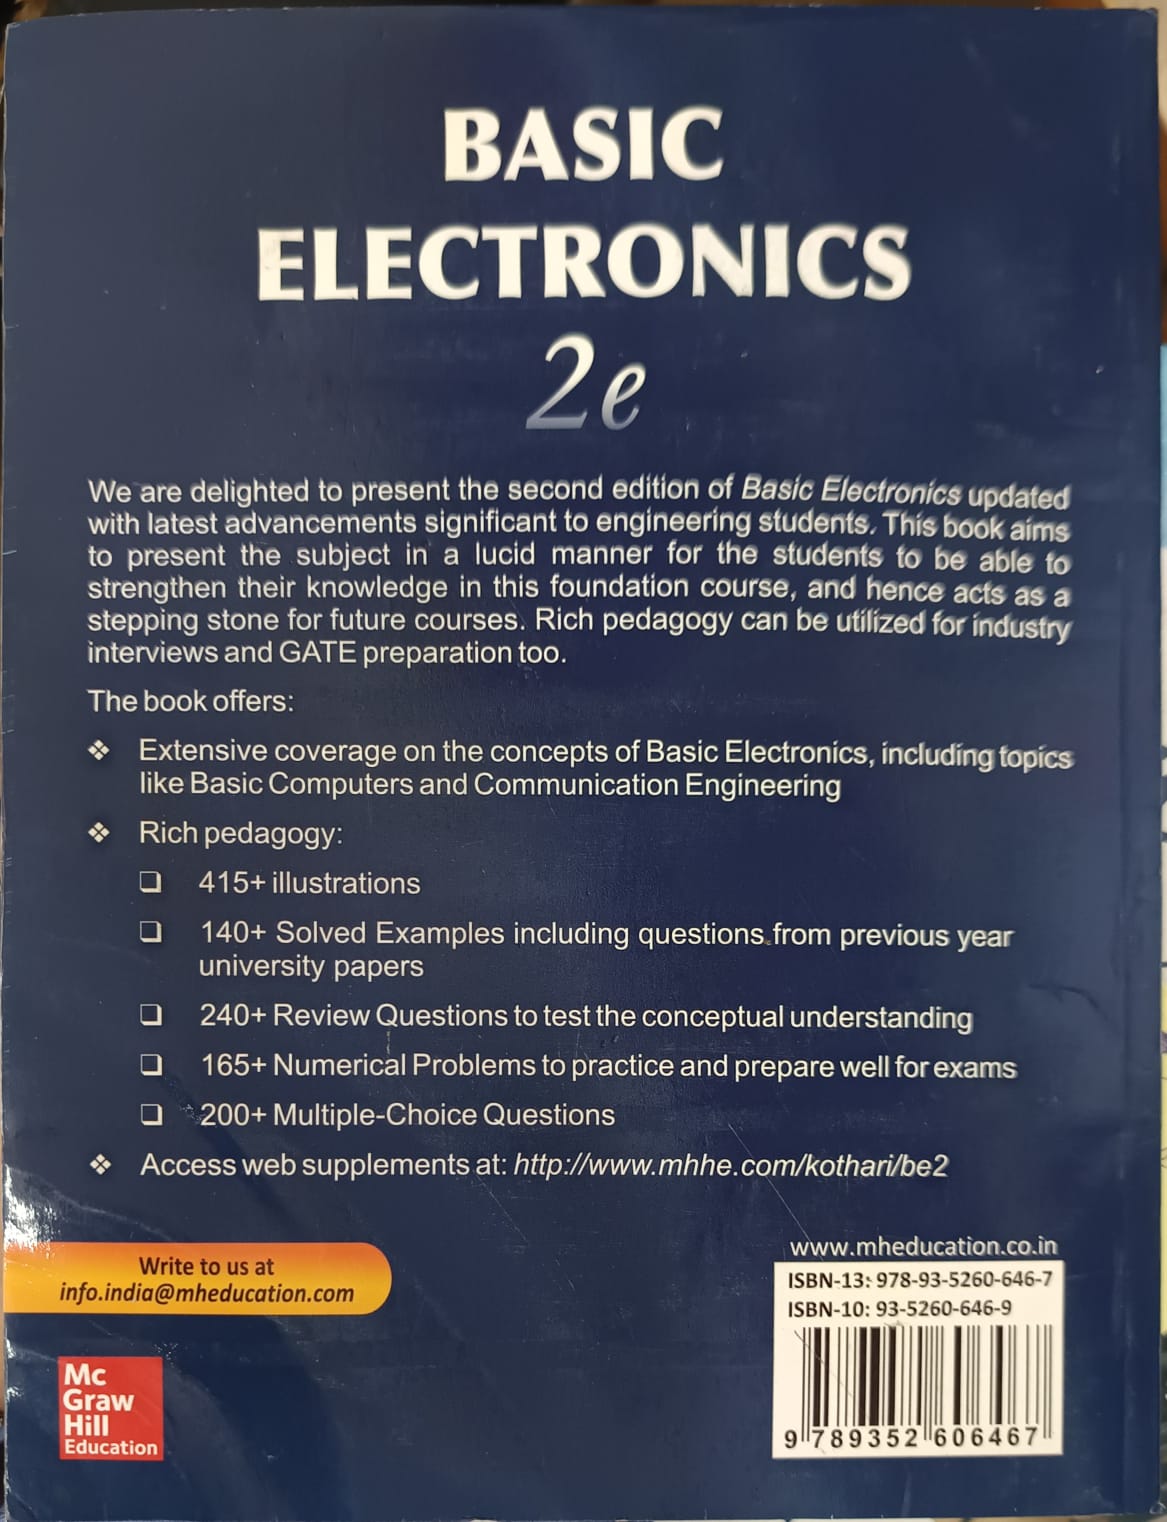 BASIC
ELECTRONICS
2e
We are delighted to present the second edition of Basic Electronics updated
with latest advancements significant to engineering students. This book aims
to present the subject in a lucid manner for the students to be able to
strengthen their knowledge in this foundation course, and hence acts as a
stepping stone for future courses. Rich pedagogy can be utilized for industry
interviews and GATE preparation too.
The book offers:
❖ Extensive coverage on the concepts of Basic Electronics, including topics
like Basic Computers and Communication Engineering
❖ Rich pedagogy:
❑ 415+ illustrations
❑ 140+ Solved Examples including questions from previous year
university papers
❑ 240+ Review Questions to test the conceptual understanding
❑ 165+ Numerical Problems to practice and prepare well for exams
❑ 200+ Multiple-Choice Questions
❖ Access web supplements at: http://www.mhhe.com/kothari/be2
Write to us at
info.india@mheducation.com
Mc
Graw
Hill
Education
www.mheducation.co.in
ISBN-13: 978-93-5260-646-7
ISBN-10: 93-5260-646-9
9 789352 606467